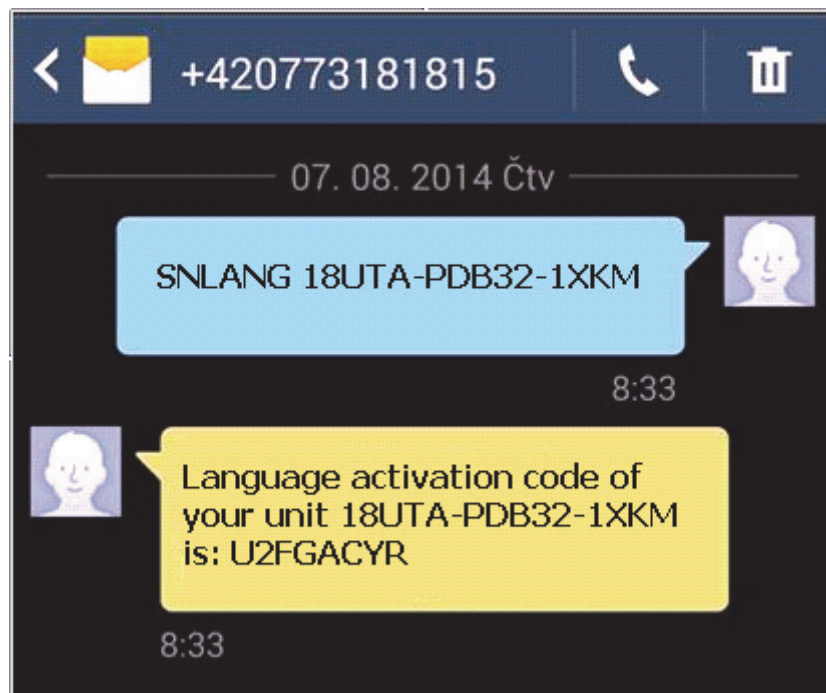 +420773181815
07. 08. 2014 Čtv
SNLANG 18UTA-PDB32-1XKM
8:33
Language activation code of
your unit 18UTA-PDB32-1XKM
is: U2FGACYR
8:33